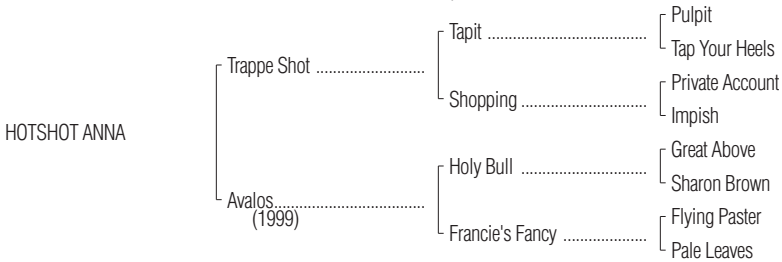 Pulpit
Tapit ..................................
Tap Your Heels
Trappe Shot ........................
Private Account
Shopping ...........................
Impish
HOTSHOT ANNA
Great Above
Holy Bull ...........................
Sharon Brown
Avalos.................................
(1999)
Flying Paster
Francie's Fancy ..................
Pale Leaves